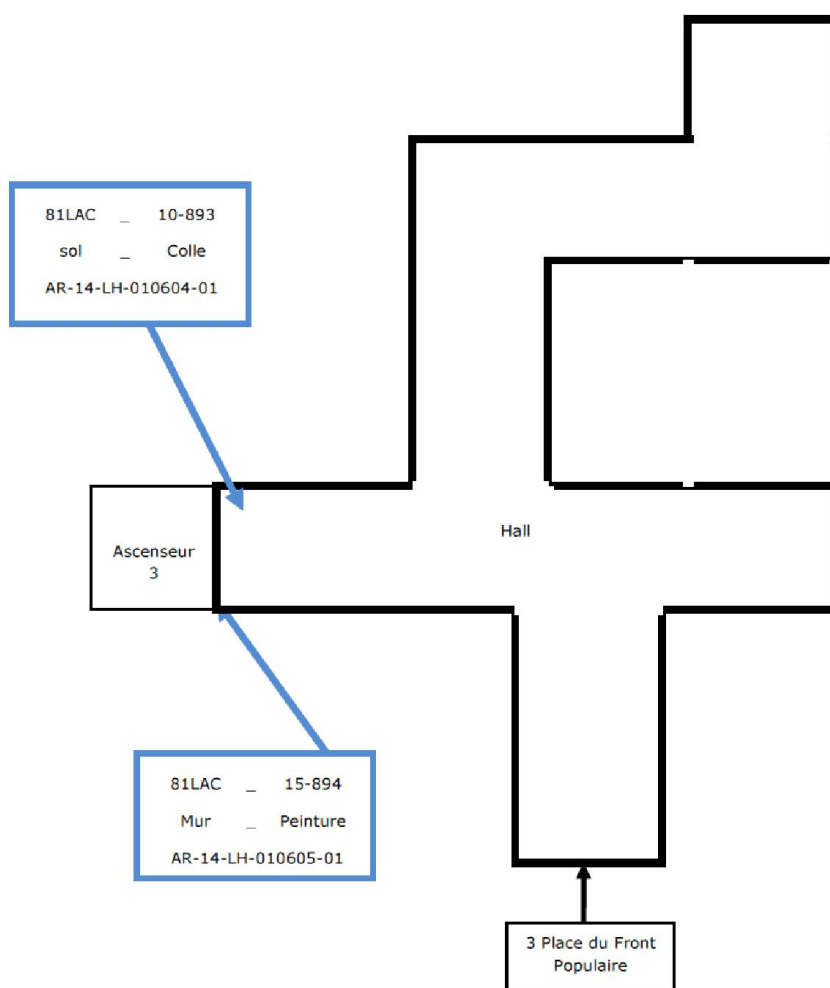 81LAC _ 10-893
sol _ Colle
AR-14-LH-010604-01
Hall
Ascenseur
3
81LAC _ 15-894
Mur _ Peinture
AR-14-LH-010605-01
3 Place du Front
Populaire